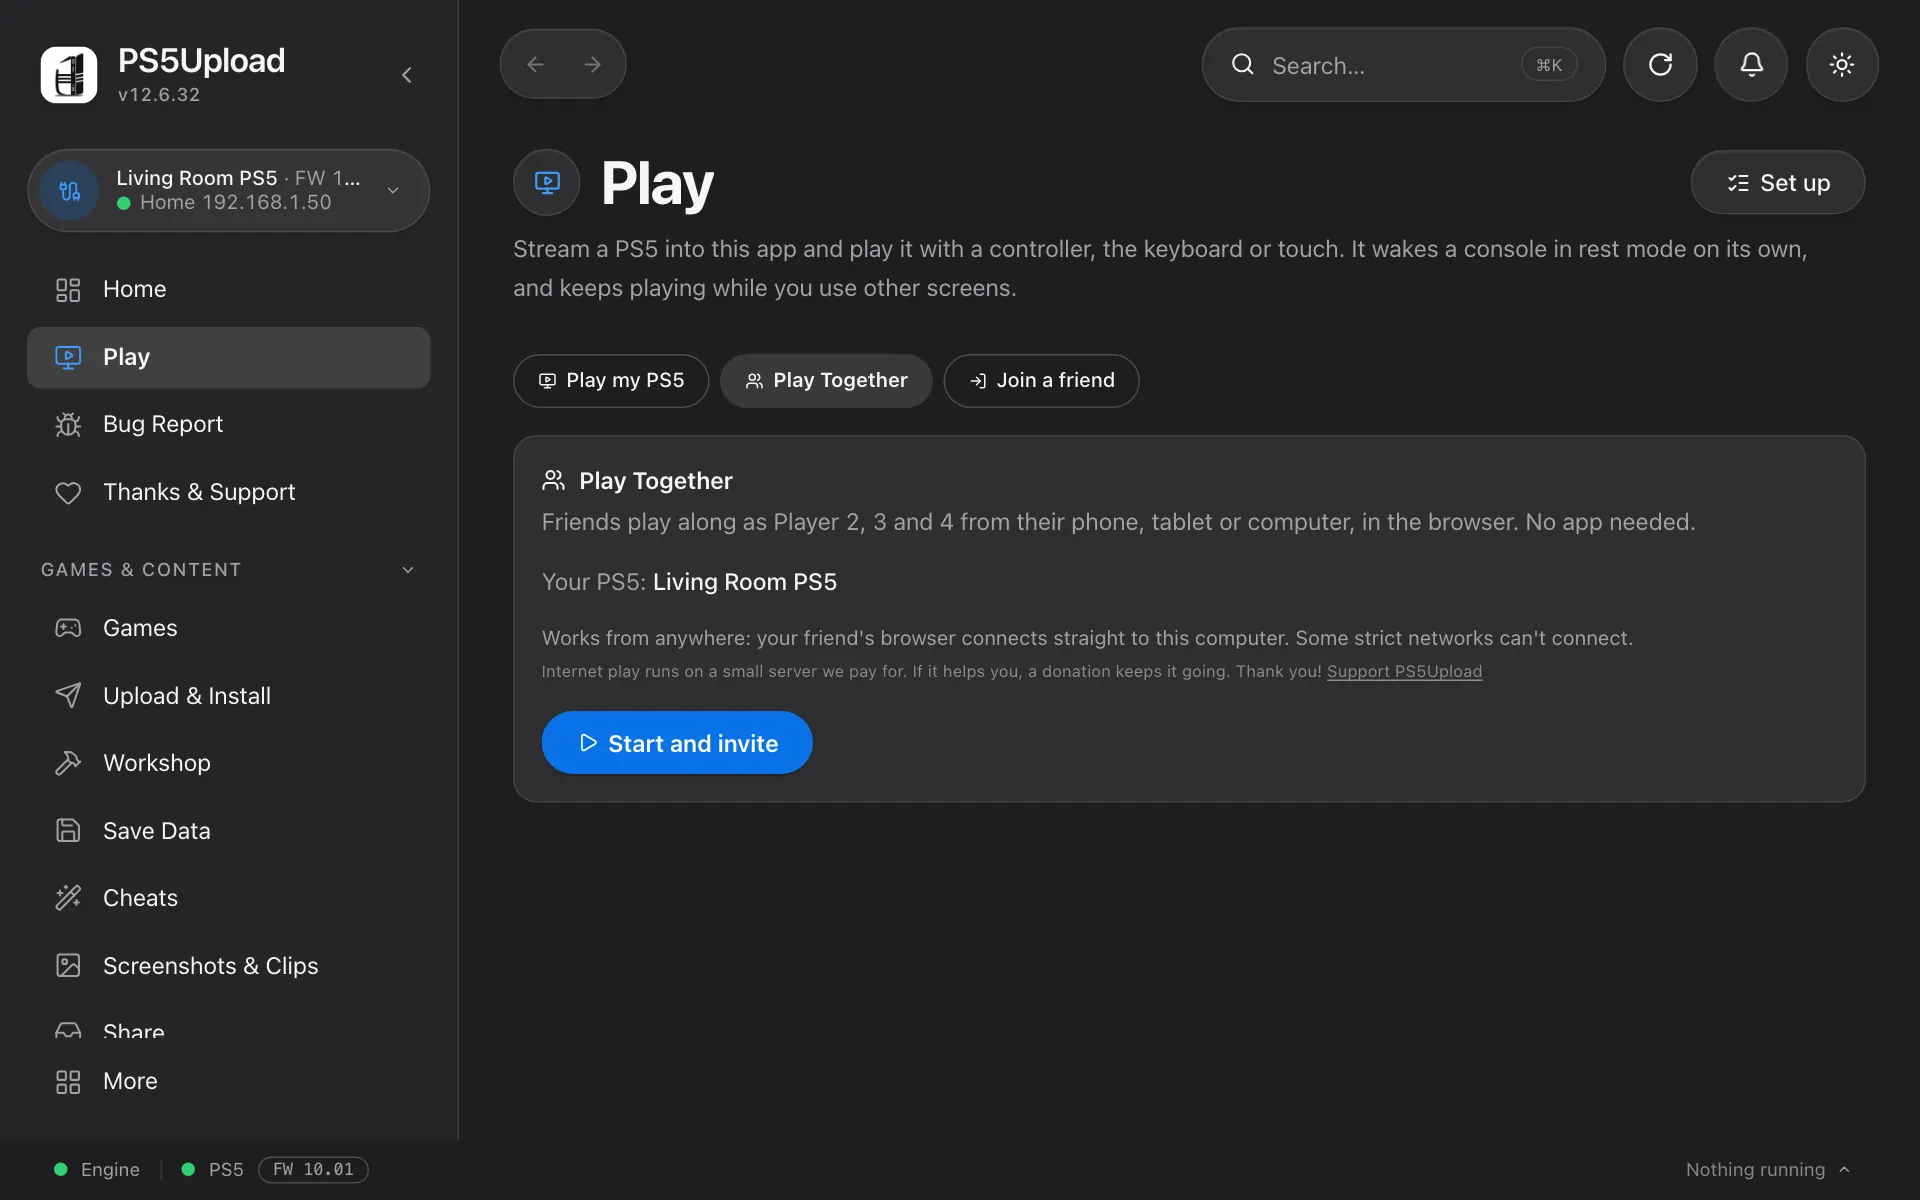 PS5Upload
v12.6.32
Search...
⌘K
Living Room PS5 · FW 1...
Home 192.168.1.50
Home
Play
Bug Report
Thanks & Support
GAMES & CONTENT
Games
Upload & Install
Workshop
Save Data
Cheats
Screenshots & Clips
Share
More
Play
Set up
Stream a PS5 into this app and play it with a controller, the keyboard or touch. It wakes a console in rest mode on its own,
and keeps playing while you use other screens.
Play my PS5
Play Together
Join a friend
Play Together
Friends play along as Player 2, 3 and 4 from their phone, tablet or computer, in the browser. No app needed.
Your PS5: Living Room PS5
Works from anywhere: your friend's browser connects straight to this computer. Some strict networks can't connect.
Internet play runs on a small server we pay for. If it helps you, a donation keeps it going. Thank you! Support PS5Upload
Start and invite
Engine
PS5
FW 10.01
Nothing running